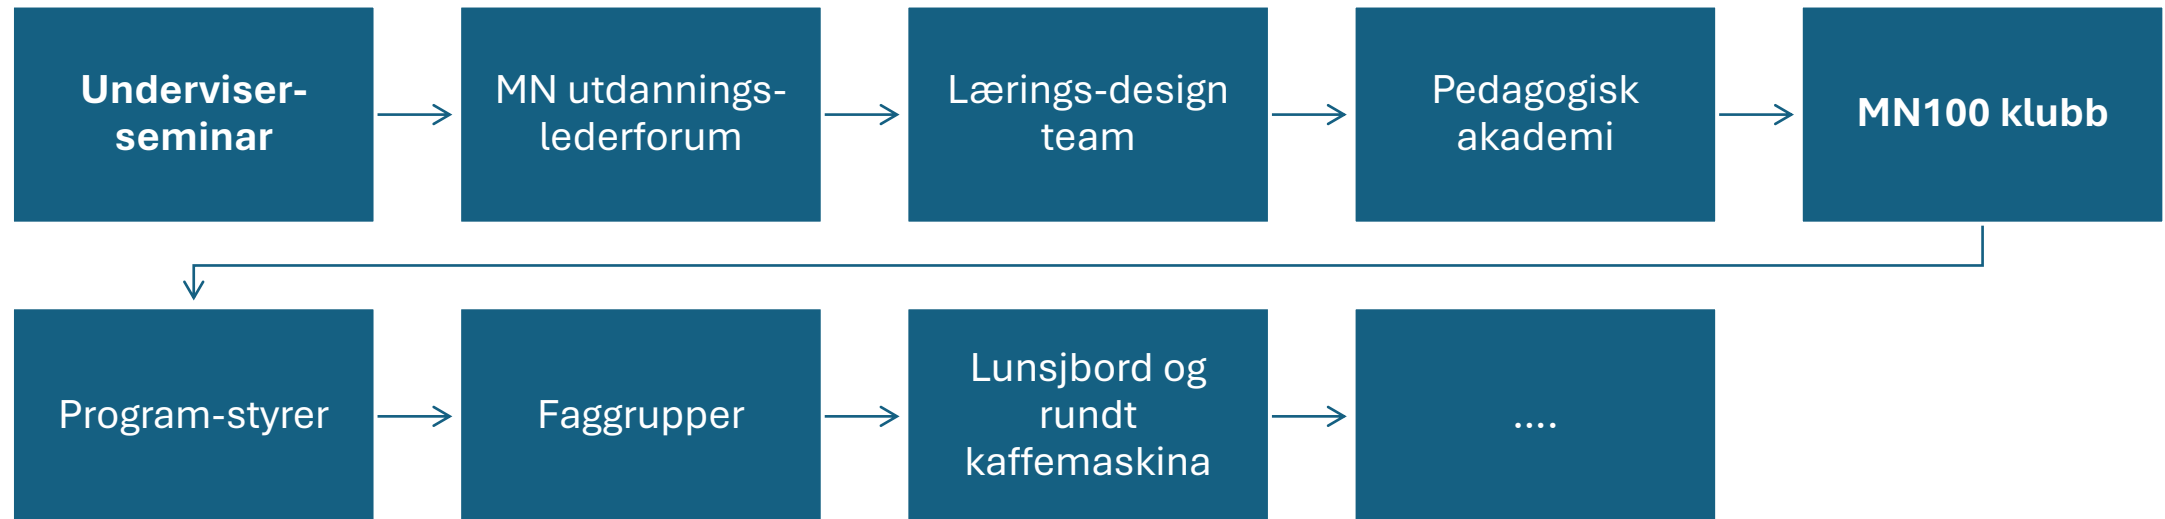 Underviser-
seminar
MN utdannings-
lederforum
Lærings-design
team
Pedagogisk
akademi
MN100 klubb
Program-styrer
Faggrupper
Lunsjbord og
rundt
kaffemaskina
....